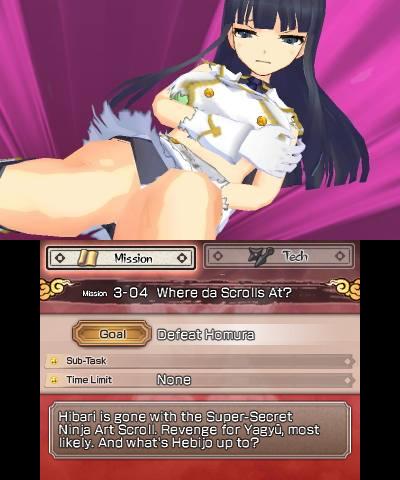 Mission
Tech
Mission 3-04 Where da Scrolls At?
Goal Defeat Homura
Sub-Task
Time Limit None
Hibari is gone with the Super-Secret
Ninja Art Scroll. Revenge for Yagyū, most
likely. And what's Hebijo up to?